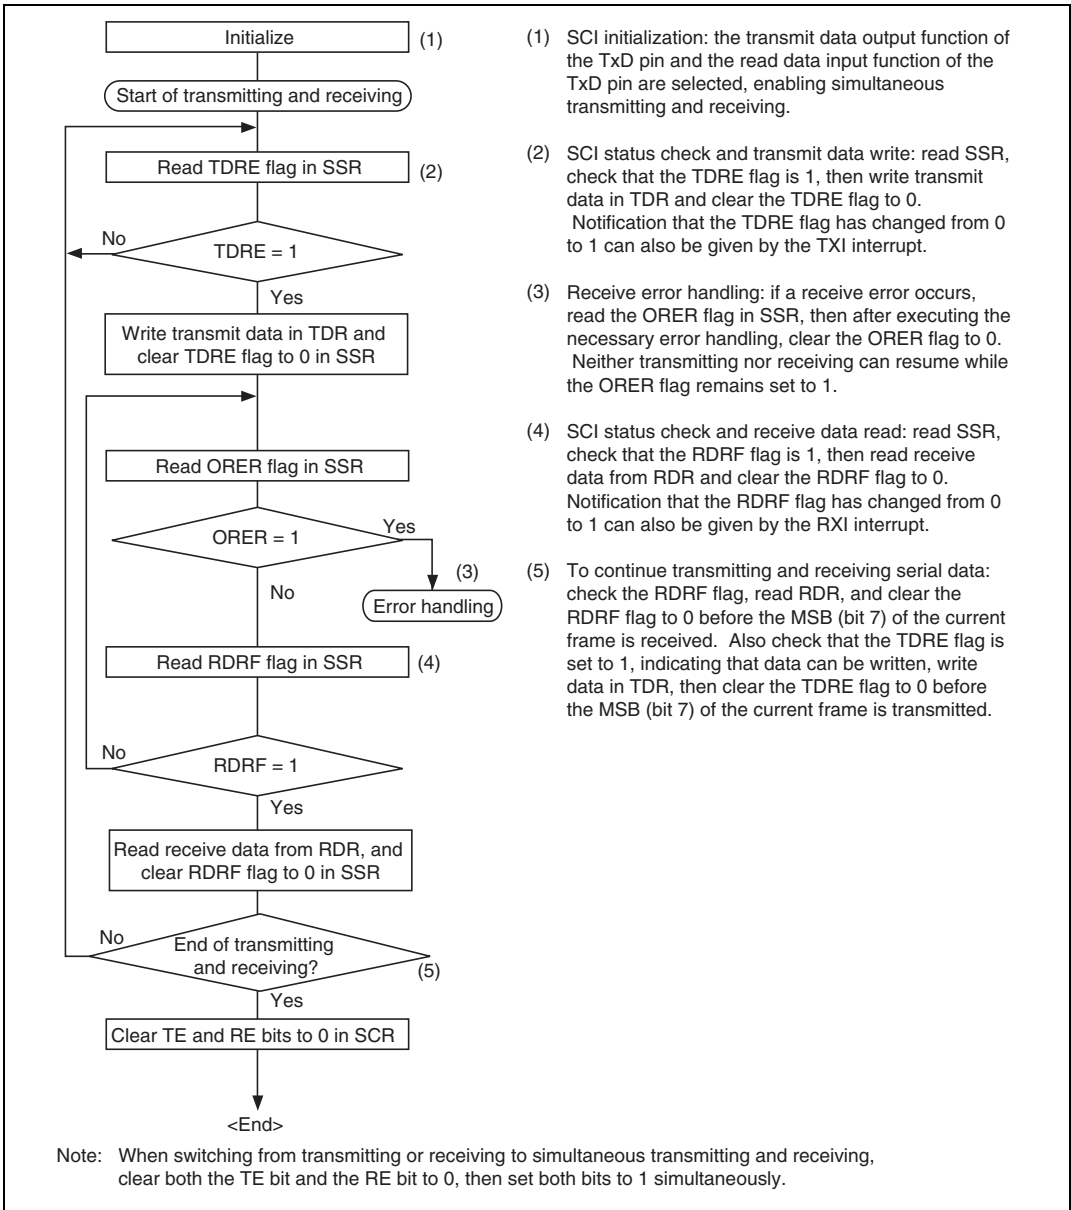 Initialize
(1)
Start of transmitting and receiving
Read TDRE flag in SSR
(2)
No
TDRE = 1
Yes
Write transmit data in TDR and
clear TDRE flag to 0 in SSR
Read ORER flag in SSR
ORER = 1
Yes
(3)
No
Error handling
Read RDRF flag in SSR
(4)
No
RDRF = 1
Yes
Read receive data from RDR, and
clear RDRF flag to 0 in SSR
No
End of transmitting
and receiving?
(5)
Yes
Clear TE and RE bits to 0 in SCR
<End>
(1) SCI initialization: the transmit data output function of
the TxD pin and the read data input function of the
TxD pin are selected, enabling simultaneous
transmitting and receiving.
(2) SCI status check and transmit data write: read SSR,
check that the TDRE flag is 1, then write transmit
data in TDR and clear the TDRE flag to 0.
Notification that the TDRE flag has changed from 0
to 1 can also be given by the TXI interrupt.
(3) Receive error handling: if a receive error occurs,
read the ORER flag in SSR, then after executing the
necessary error handling, clear the ORER flag to 0.
Neither transmitting nor receiving can resume while
the ORER flag remains set to 1.
(4) SCI status check and receive data read: read SSR,
check that the RDRF flag is 1, then read receive
data from RDR and clear the RDRF flag to 0.
Notification that the RDRF flag has changed from 0
to 1 can also be given by the RXI interrupt.
(5) To continue transmitting and receiving serial data:
check the RDRF flag, read RDR, and clear the
RDRF flag to 0 before the MSB (bit 7) of the current
frame is received. Also check that the TDRE flag is
set to 1, indicating that data can be written, write
data in TDR, then clear the TDRE flag to 0 before
the MSB (bit 7) of the current frame is transmitted.
Note: When switching from transmitting or receiving to simultaneous transmitting and receiving,
clear both the TE bit and the RE bit to 0, then set both bits to 1 simultaneously.